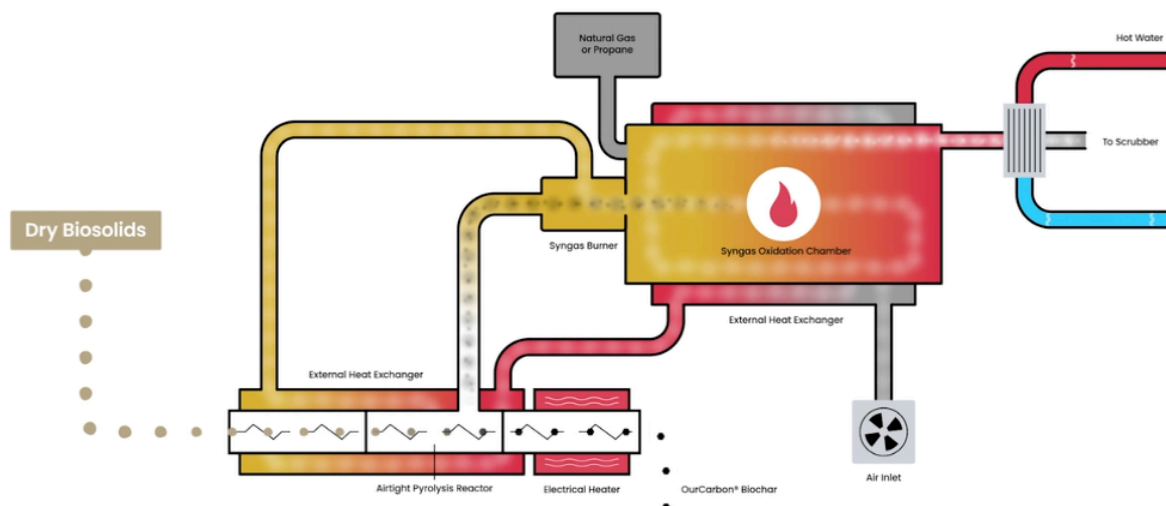 Natural Gas
or Propane
Hot Water
To Scrubber
Dry Biosolids
Syngas Burner
Syngas Oxidation Chamber
External Heat Exchanger
External Heat Exchanger
Airtight Pyrolysis Reactor
Electrical Heater
OurCarbon® Biochar
Air Inlet